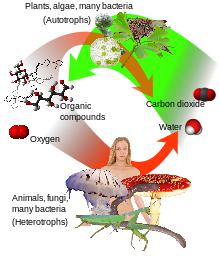 Plants, algae, many bacteria
(Autotrophs)
Organic
compounds
Carbon dioxide
Water
Oxygen
Animals, fungi,
many bacteria
(Heterotrophs)